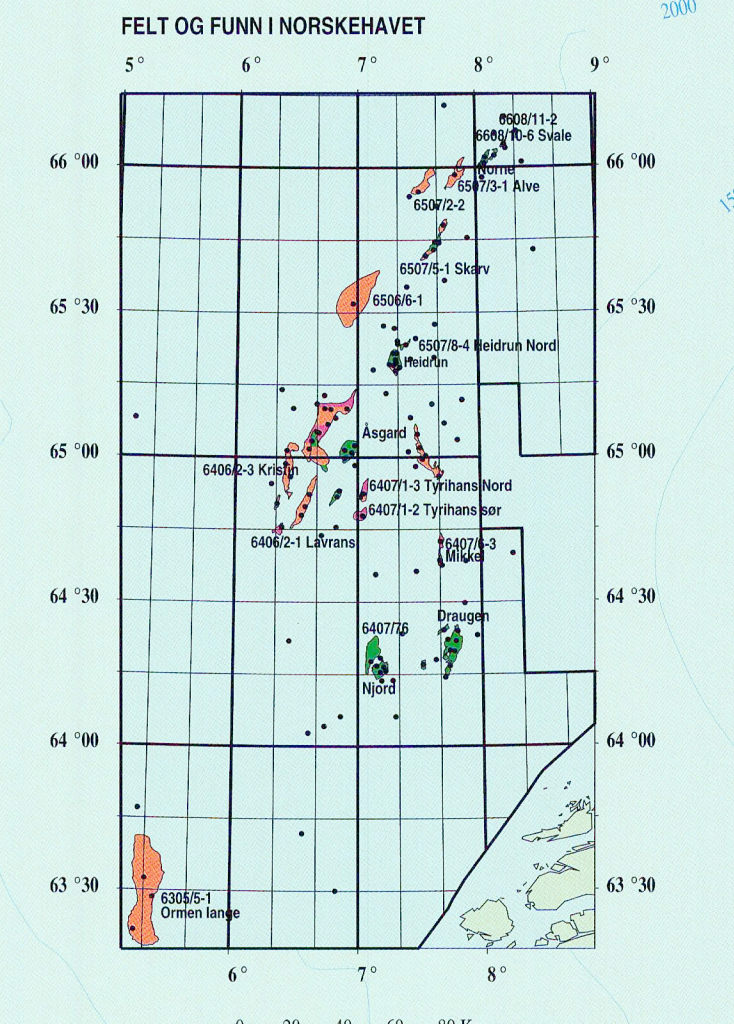 2000
FELT OG FUNN I NORSKEHAVET
5° 6° 7° 8° 9°
6608/11-2
6608/10-6 Svale
66 °00 66 °00
Norne
6507/3-1 Alve
6507/2-2
6507/5-1 Skarv
6506/6-1
65 °30 65 °30
6507/8-4 Heidrun Nord
Heidrun
Åsgard
65 °00 65 °00
6406/2-3 Kristin
6407/1-3 Tyrihans Nord
6407/1-2 Tyrihans sør
6406/2-1 Lavrans
6407/6-3
Mikkel
64 °30 64 °30
Draugen
6407/76
Njord
64 °00 64 °00
63 °30 63 °30
6305/5-1
Ormen lange
6° 7° 8°